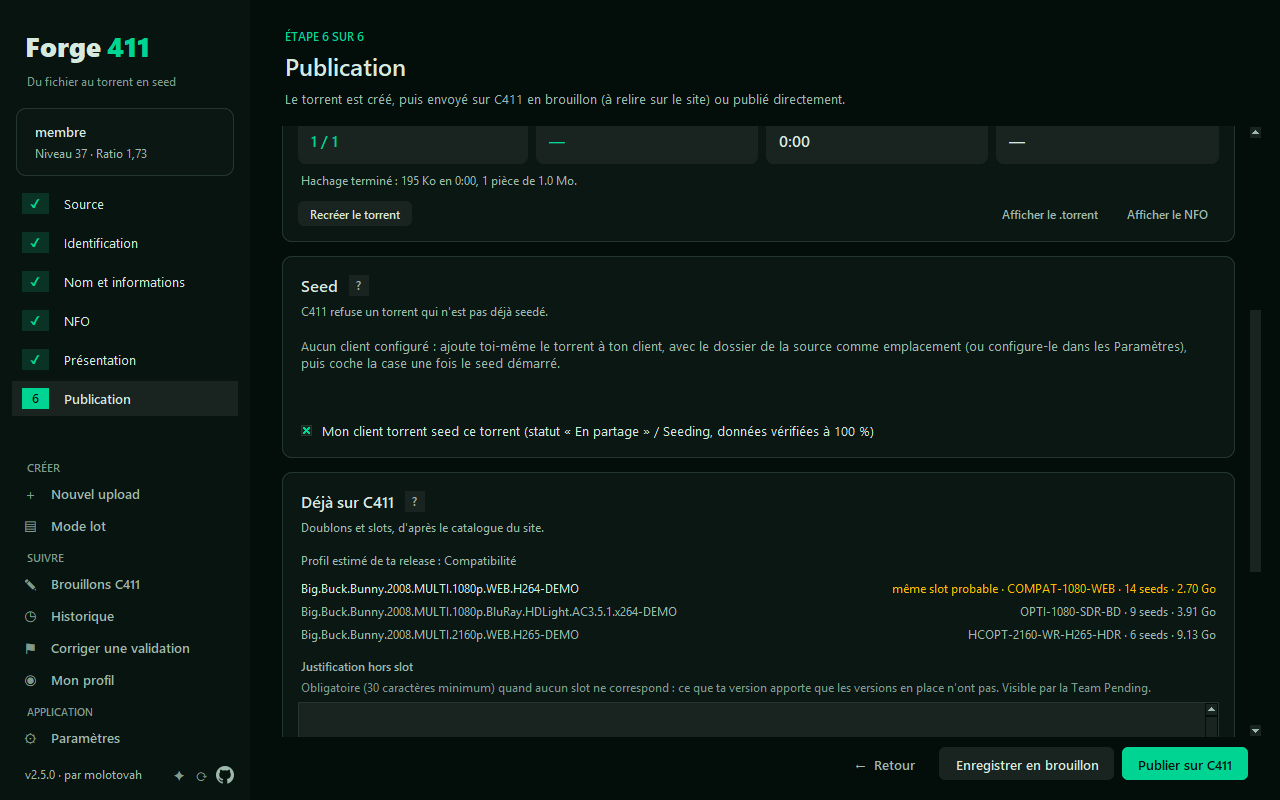 Forge 411
Du fichier au torrent en seed
membre
Niveau 37 · Ratio 1,73
✓ Source
✓ Identification
✓ Nom et informations
✓ NFO
✓ Présentation
6 Publication
CRÉER
+ Nouvel upload
Mode lot
SUIVRE
Brouillons C411
Historique
Corriger une validation
Mon profil
APPLICATION
Paramètres
v2.5.0 · par molotovah
ÉTAPE 6 SUR 6
Publication
Le torrent est créé, puis envoyé sur C411 en brouillon (à relire sur le site) ou publié directement.
1 / 1 — 0:00 —
Hachage terminé : 195 Ko en 0:00, 1 pièce de 1.0 Mo.
Recréer le torrent Afficher le .torrent Afficher le NFO
Seed ?
C411 refuse un torrent qui n'est pas déjà seedé.
Aucun client configuré : ajoute toi-même le torrent à ton client, avec le dossier de la source comme emplacement (ou configure-le dans les Paramètres),
puis coche la case une fois le seed démarré.
Mon client torrent seed ce torrent (statut « En partage » / Seeding, données vérifiées à 100 %)
Déjà sur C411 ?
Doublons et slots, d'après le catalogue du site.
Profil estimé de ta release : Compatibilité
Big.Buck.Bunny.2008.MULTI.1080p.WEB.H264-DEMO même slot probable · COMPAT-1080-WEB · 14 seeds · 2.70 Go
Big.Buck.Bunny.2008.MULTI.1080p.BluRay.HDLight.AC3.5.1.x264-DEMO OPTI-1080-SDR-BD · 9 seeds · 3.91 Go
Big.Buck.Bunny.2008.MULTI.2160p.WEB.H265-DEMO HCOPT-2160-WR-H265-HDR · 6 seeds · 9.13 Go
Justification hors slot
Obligatoire (30 caractères minimum) quand aucun slot ne correspond : ce que ta version apporte que les versions en place n'ont pas. Visible par la Team Pending.
← Retour Enregistrer en brouillon Publier sur C411